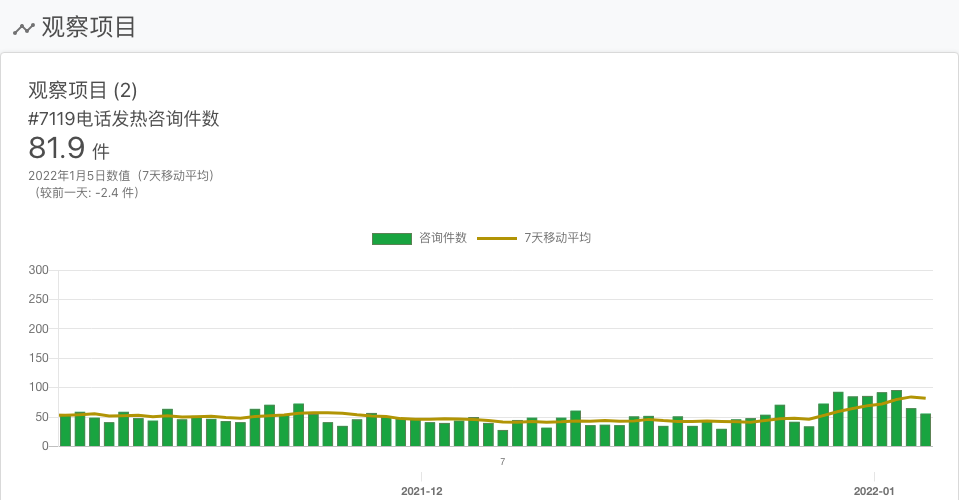 观察项目
观察项目 (2)
#7119电话发热咨询件数
81.9 件
2022年1月5日数值（7天移动平均）
（较前一天: -2.4 件）
咨询件数 7天移动平均
300
250
200
150
100
50
0
7
2021-12 2022-01